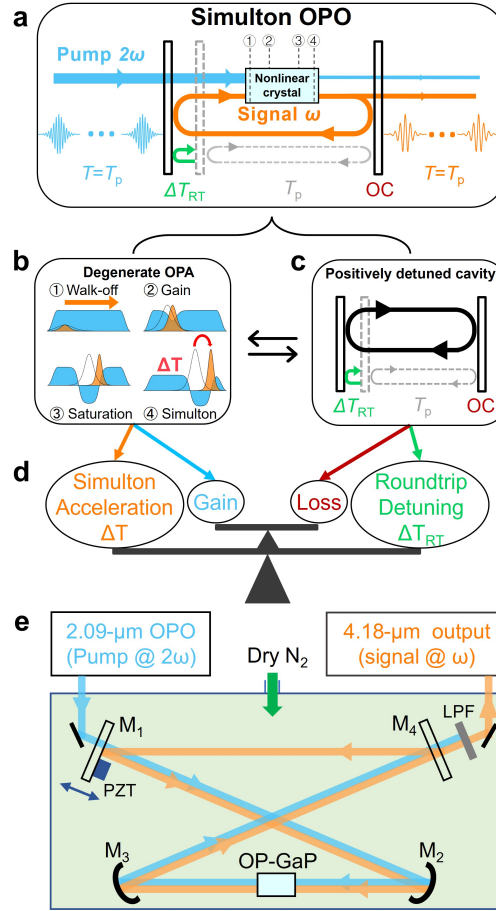 a
Simulton OPO
① ② ③ ④
Pump 2ω
Nonlinear
crystal
Signal ω
T=Tₚ
ΔT_RT
Tₚ
OC
T=Tₚ
b
Degenerate OPA
① Walk-off
② Gain
ΔT
③ Saturation
④ Simulton
c
Positively detuned cavity
ΔT_RT
Tₚ
OC
d
Simulton
Acceleration
ΔT
Gain
Loss
Roundtrip
Detuning
ΔT_RT
e
2.09-μm OPO
(Pump @ 2ω)
Dry N₂
4.18-μm output
(signal @ ω)
M₁
PZT
M₄
LPF
M₃
OP-GaP
M₂